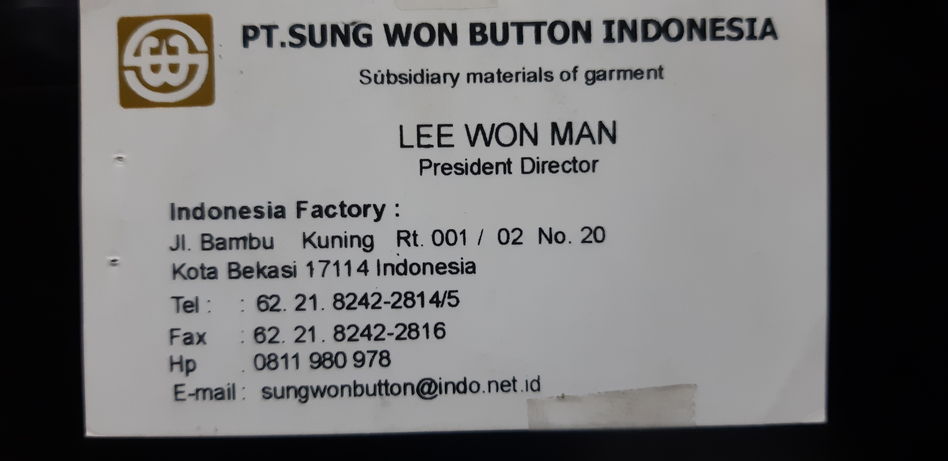 PT.SUNG WON BUTTON INDONESIA
Subsidiary materials of garment
LEE WON MAN
President Director
Indonesia Factory :
Jl. Bambu Kuning Rt. 001 / 02 No. 20
Kota Bekasi 17114 Indonesia
Tel : : 62. 21. 8242-2814/5
Fax : 62. 21. 8242-2816
Hp . 0811 980 978
E-mail : sungwonbutton@indo.net.id